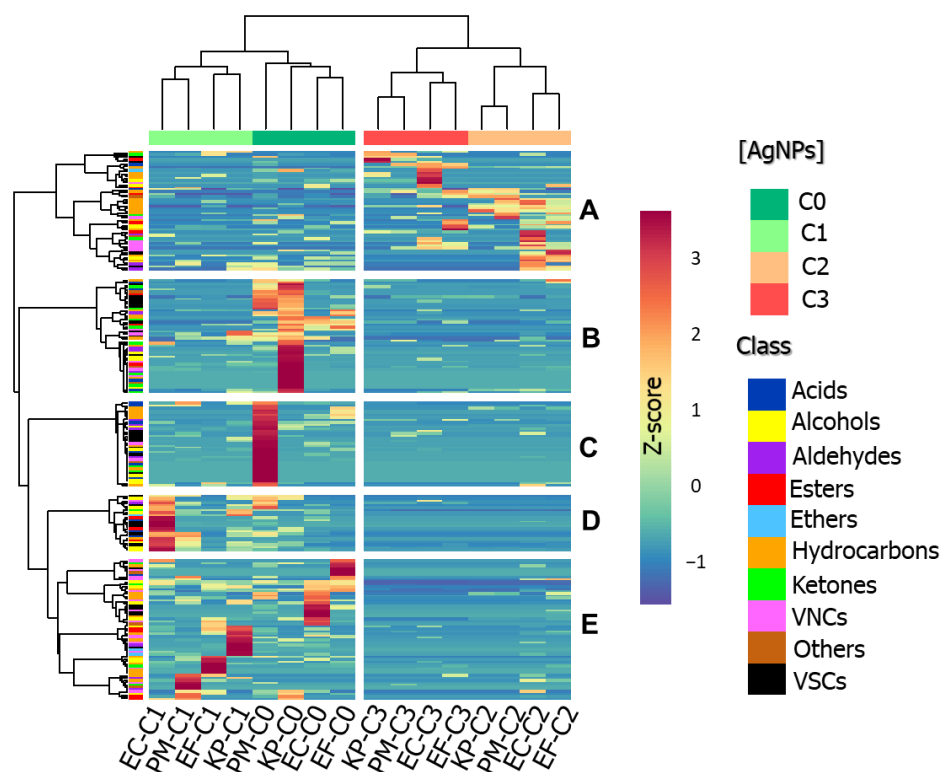 [AgNPs]
C0
C1
C2
C3
A
B
C
D
E
3
2
1
0
−1
Z-score
Class
Acids
Alcohols
Aldehydes
Esters
Ethers
Hydrocarbons
Ketones
VNCs
Others
VSCs
EC-C1
PM-C1
EF-C1
KP-C1
PM-C0
KP-C0
EC-C0
EF-C0
KP-C3
PM-C3
EC-C3
EF-C3
KP-C2
PM-C2
EC-C2
EF-C2